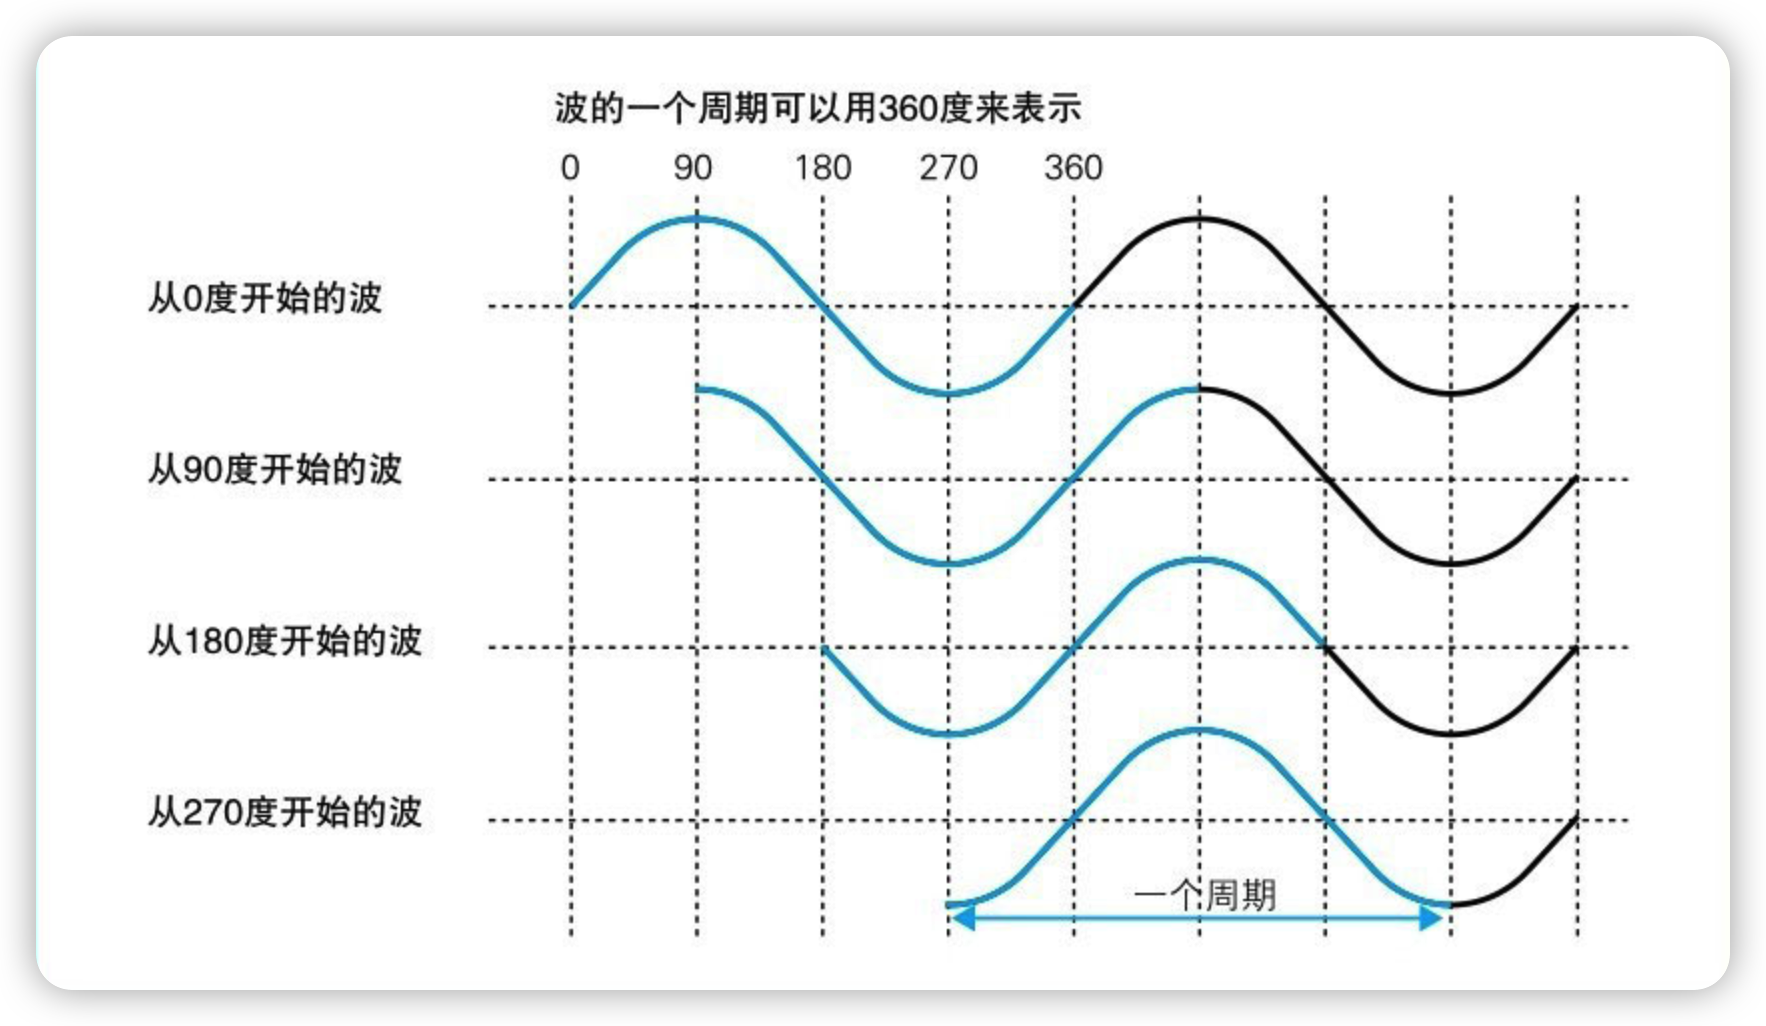 波的一个周期可以用360度来表示
0 90 180 270 360
从0度开始的波
从90度开始的波
从180度开始的波
从270度开始的波
一个周期